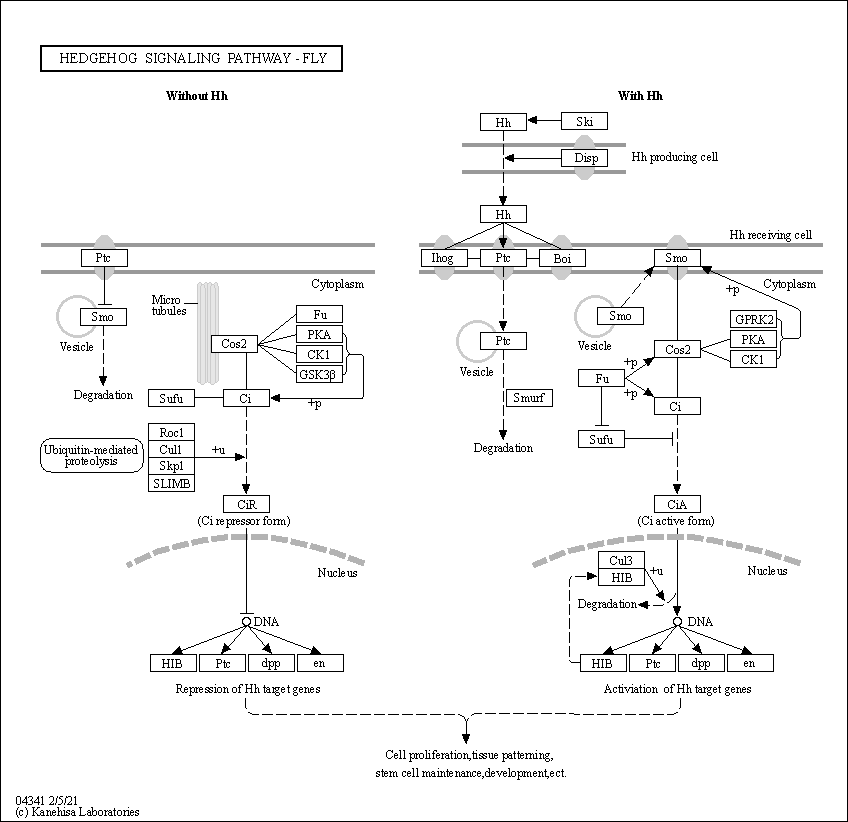 HEDGEHOG SIGNALING PATHWAY - FLY
Without Hh
With Hh
Hh
Ski
Disp
Hh producing cell
Hh
Hh receiving cell
Ptc
Ihog
Ptc
Boi
Smo
Cytoplasm
Cytoplasm
Smo
Vesicle
Degradation
Micro
tubules
Cos2
Fu
PKA
CK1
GSK3β
+p
Sufu
Ci
Ubiquitin-mediated
proteolysis
Roc1
Cul1
Skp1
SLIMB
+u
CiR
(Ci repressor form)
Nucleus
DNA
HIB
Ptc
dpp
en
Repression of Hh target genes
Ptc
Vesicle
Smurf
Degradation
Smo
Vesicle
+p
GPRK2
PKA
CK1
Cos2
Fu
+p
+p
Ci
Sufu
CiA
(Ci active form)
Nucleus
Cul3
HIB
+u
Degradation
DNA
HIB
Ptc
dpp
en
Activiation of Hh target genes
Cell proliferation,tissue patterning,
stem cell maintenance,development,ect.
04341 2/5/21
(c) Kanehisa Laboratories